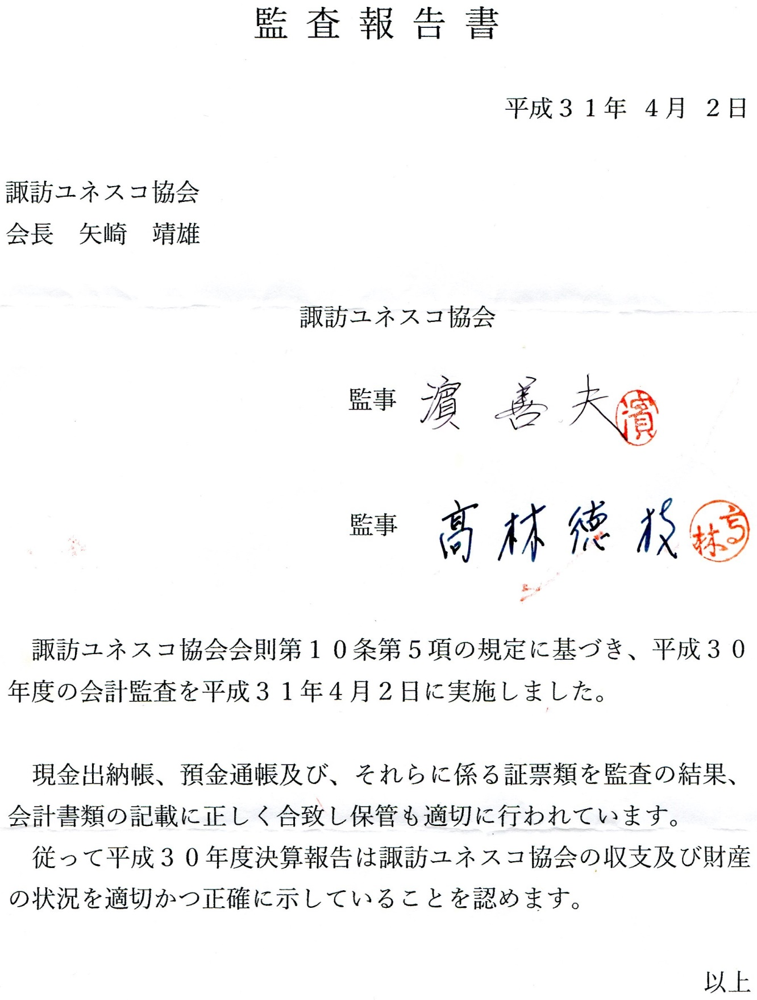 監査報告書
平成３１年 ４月 ２日
諏訪ユネスコ協会
会長　矢崎　靖雄
諏訪ユネスコ協会
監事 濵 善 夫 濵
監事 髙 林 徳 枝 高林
諏訪ユネスコ協会会則第１０条第５項の規定に基づき、平成３０
年度の会計監査を平成３１年４月２日に実施しました。
現金出納帳、預金通帳及び、それらに係る証票類を監査の結果、
会計書類の記載に正しく合致し保管も適切に行われています。
従って平成３０年度決算報告は諏訪ユネスコ協会の収支及び財産
の状況を適切かつ正確に示していることを認めます。
以上